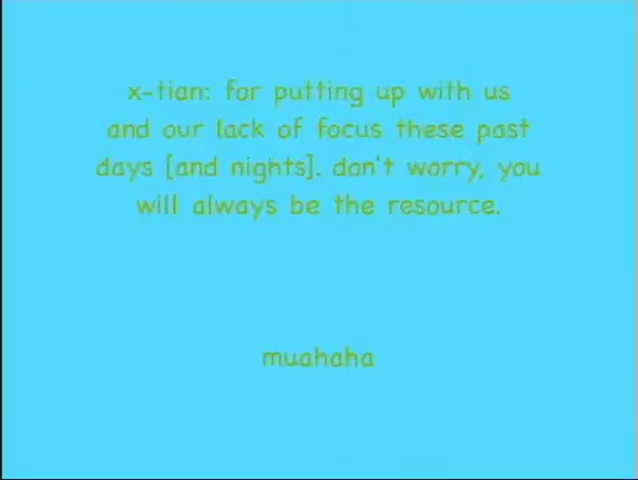 x-tian: for putting up with us
and our lack of focus these past
days [and nights]. don't worry, you
will always be the resource.
muahaha